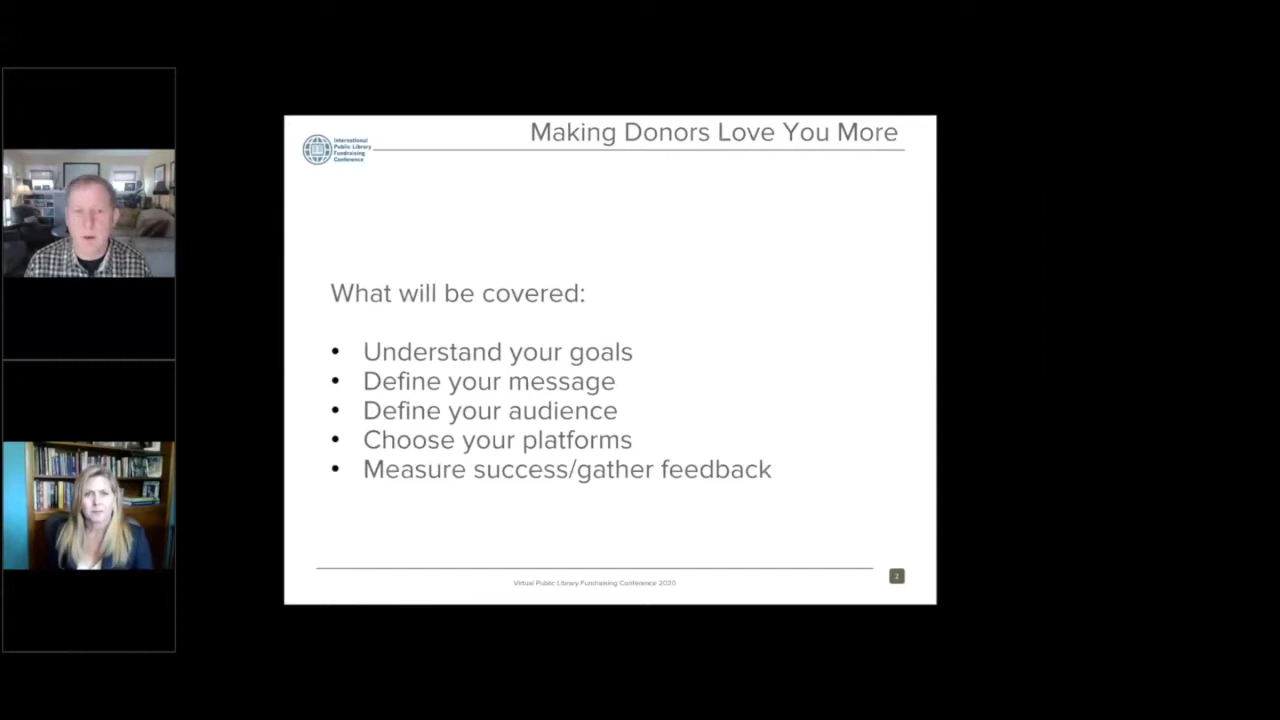 International
Public Library
Fundraising
Conference
Making Donors Love You More
What will be covered:
• Understand your goals
• Define your message
• Define your audience
• Choose your platforms
• Measure success/gather feedback
Virtual Public Library Fundraising Conference 2020
2